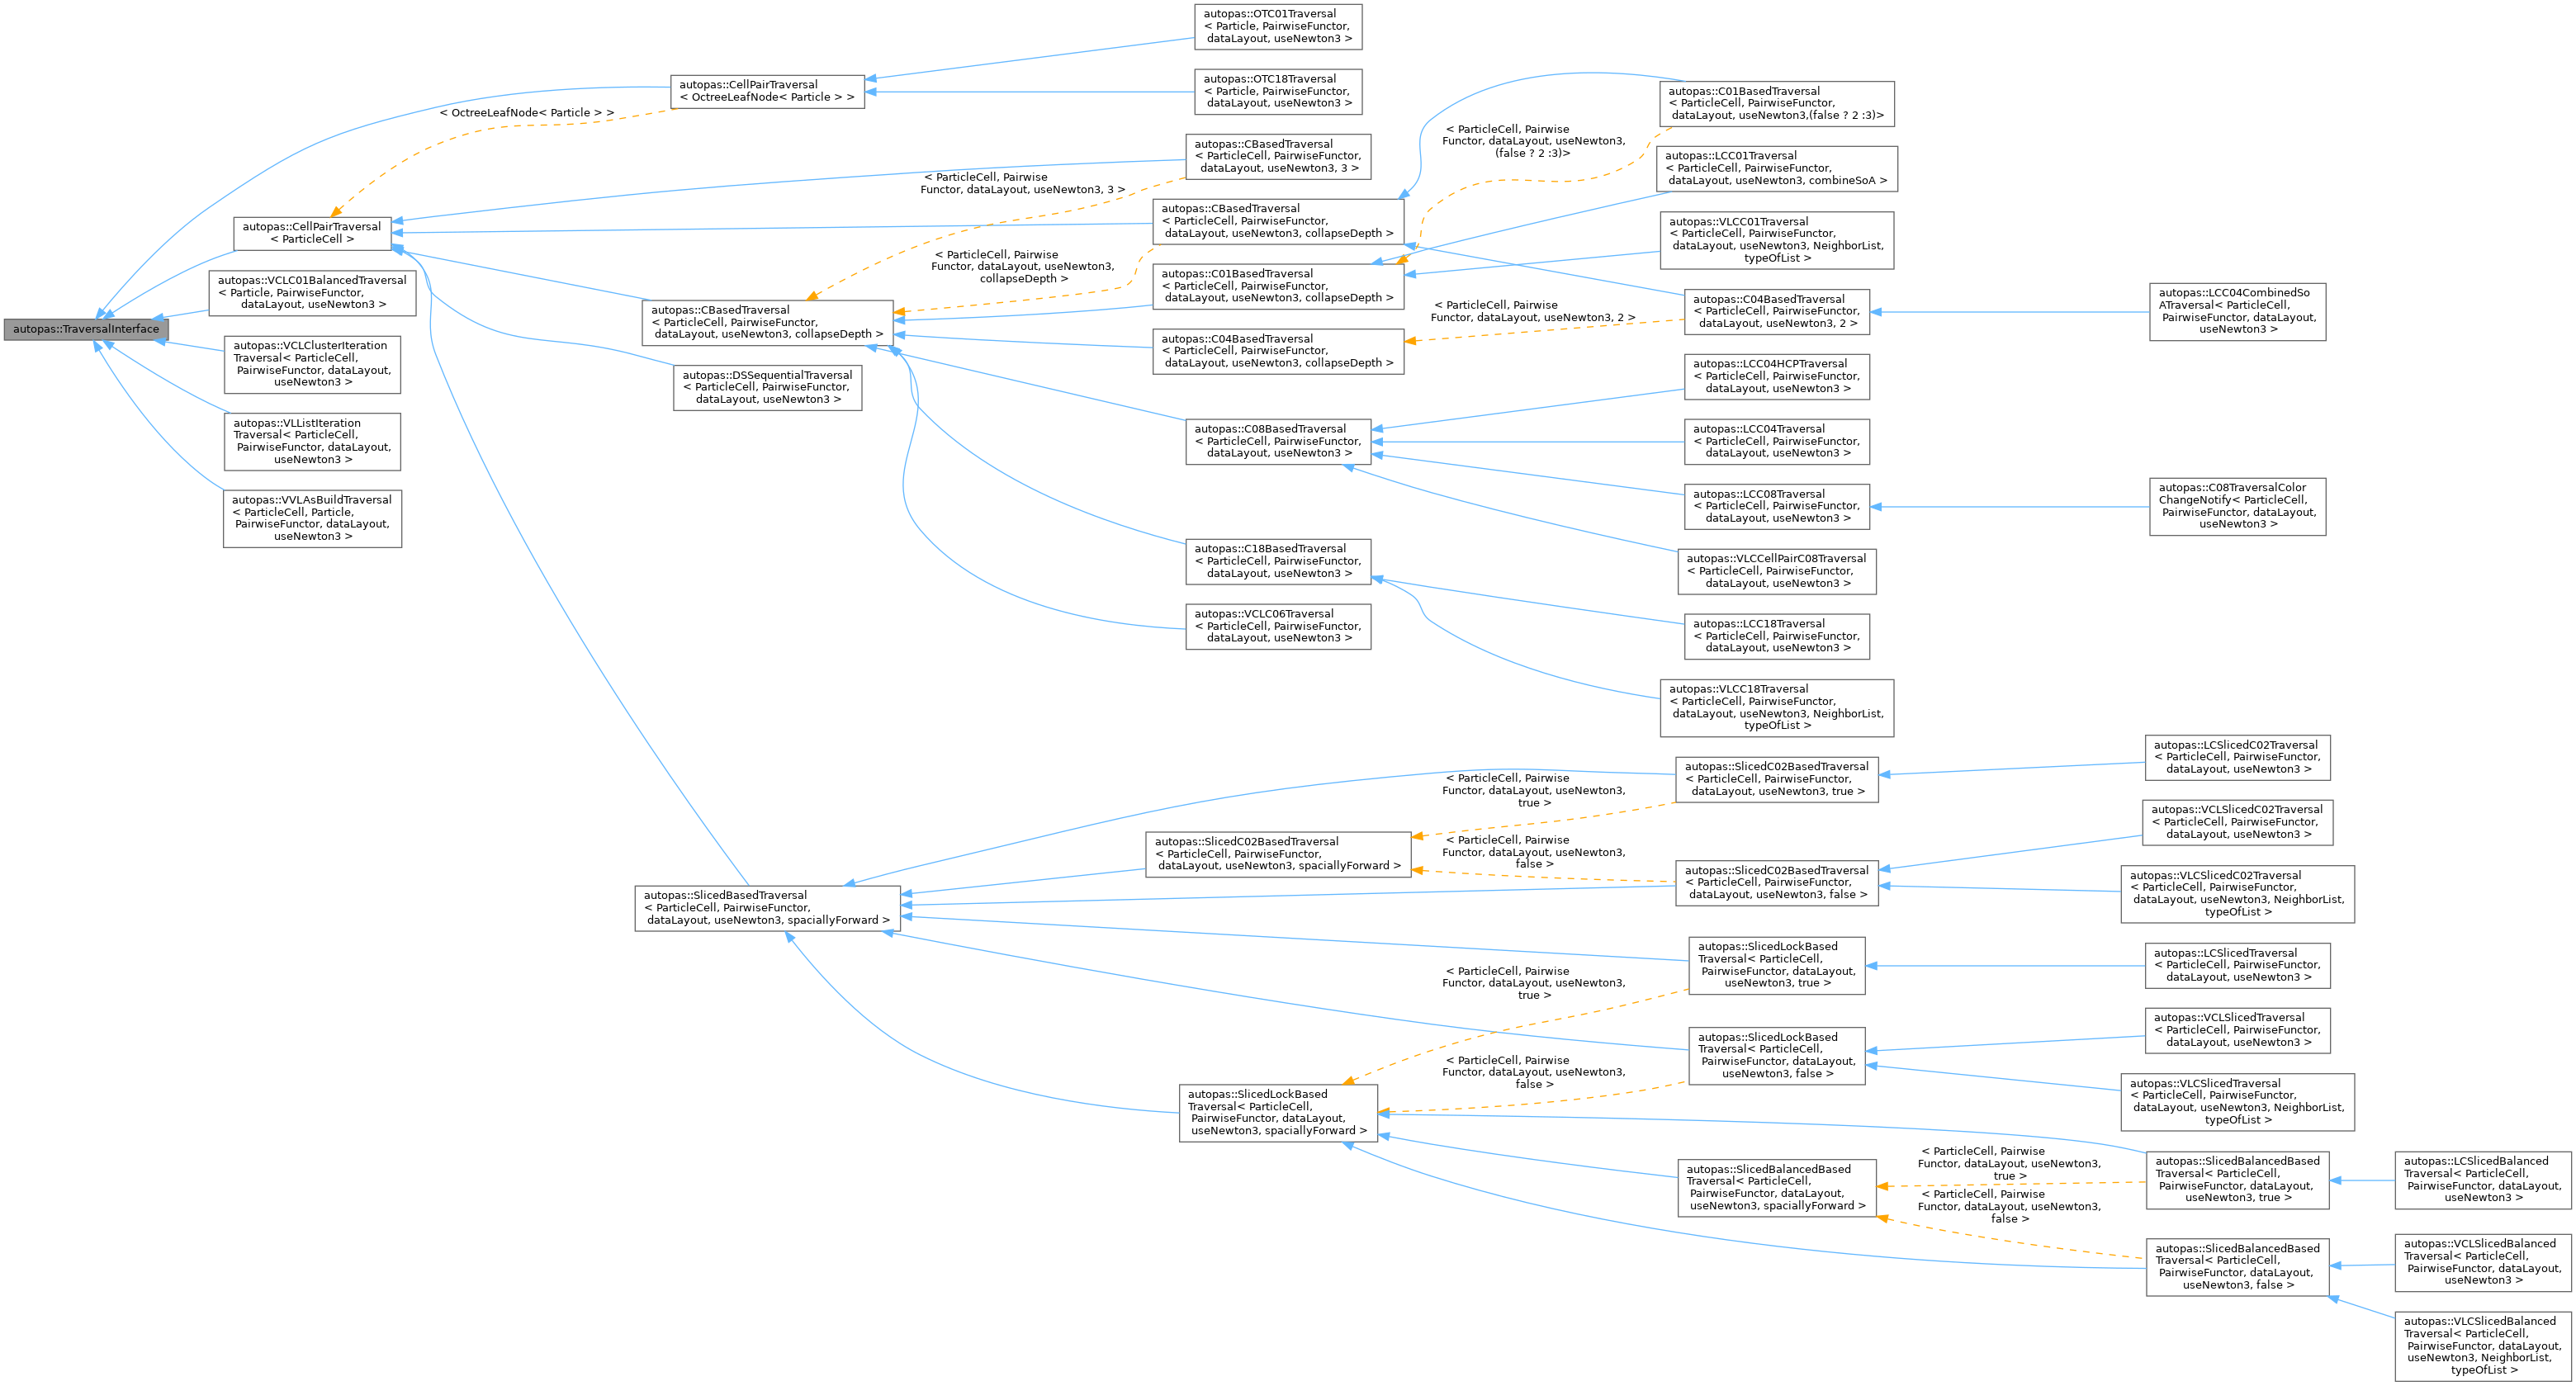 autopas::TraversalInterface
autopas::CellPairTraversal
< OctreeLeafNode< Particle > >
< OctreeLeafNode< Particle > >
autopas::CellPairTraversal
< ParticleCell >
autopas::VCLC01BalancedTraversal
< Particle, PairwiseFunctor,
dataLayout, useNewton3 >
autopas::VCLClusterIteration
Traversal< ParticleCell,
PairwiseFunctor, dataLayout,
useNewton3 >
autopas::VLListIteration
Traversal< ParticleCell,
PairwiseFunctor, dataLayout,
useNewton3 >
autopas::VVLAsBuildTraversal
< ParticleCell, Particle,
PairwiseFunctor, dataLayout,
useNewton3 >
autopas::OTC01Traversal
< Particle, PairwiseFunctor,
dataLayout, useNewton3 >
autopas::OTC18Traversal
< Particle, PairwiseFunctor,
dataLayout, useNewton3 >
autopas::CBasedTraversal
< ParticleCell, PairwiseFunctor,
dataLayout, useNewton3, 3 >
< ParticleCell, Pairwise
Functor, dataLayout, useNewton3, 3 >
autopas::CBasedTraversal
< ParticleCell, PairwiseFunctor,
dataLayout, useNewton3, collapseDepth >
< ParticleCell, Pairwise
Functor, dataLayout, useNewton3,
collapseDepth >
autopas::CBasedTraversal
< ParticleCell, PairwiseFunctor,
dataLayout, useNewton3, collapseDepth >
autopas::DSSequentialTraversal
< ParticleCell, PairwiseFunctor,
dataLayout, useNewton3 >
autopas::C01BasedTraversal
< ParticleCell, PairwiseFunctor,
dataLayout, useNewton3, collapseDepth >
autopas::C04BasedTraversal
< ParticleCell, PairwiseFunctor,
dataLayout, useNewton3, collapseDepth >
autopas::C08BasedTraversal
< ParticleCell, PairwiseFunctor,
dataLayout, useNewton3 >
autopas::C18BasedTraversal
< ParticleCell, PairwiseFunctor,
dataLayout, useNewton3 >
autopas::VCLC06Traversal
< ParticleCell, PairwiseFunctor,
dataLayout, useNewton3 >
< ParticleCell, Pairwise
Functor, dataLayout, useNewton3,
(false ? 2 :3)>
autopas::C01BasedTraversal
< ParticleCell, PairwiseFunctor,
dataLayout, useNewton3,(false ? 2 :3)>
autopas::LCC01Traversal
< ParticleCell, PairwiseFunctor,
dataLayout, useNewton3, combineSoA >
autopas::VLCC01Traversal
< ParticleCell, PairwiseFunctor,
dataLayout, useNewton3, NeighborList,
typeOfList >
< ParticleCell, Pairwise
Functor, dataLayout, useNewton3, 2 >
autopas::C04BasedTraversal
< ParticleCell, PairwiseFunctor,
dataLayout, useNewton3, 2 >
autopas::LCC04CombinedSo
ATraversal< ParticleCell,
PairwiseFunctor, dataLayout,
useNewton3 >
autopas::LCC04HCPTraversal
< ParticleCell, PairwiseFunctor,
dataLayout, useNewton3 >
autopas::LCC04Traversal
< ParticleCell, PairwiseFunctor,
dataLayout, useNewton3 >
autopas::LCC08Traversal
< ParticleCell, PairwiseFunctor,
dataLayout, useNewton3 >
autopas::C08TraversalColor
ChangeNotify< ParticleCell,
PairwiseFunctor, dataLayout,
useNewton3 >
autopas::VLCCellPairC08Traversal
< ParticleCell, PairwiseFunctor,
dataLayout, useNewton3 >
autopas::LCC18Traversal
< ParticleCell, PairwiseFunctor,
dataLayout, useNewton3 >
autopas::VLCC18Traversal
< ParticleCell, PairwiseFunctor,
dataLayout, useNewton3, NeighborList,
typeOfList >
autopas::SlicedBasedTraversal
< ParticleCell, PairwiseFunctor,
dataLayout, useNewton3, spaciallyForward >
autopas::SlicedC02BasedTraversal
< ParticleCell, PairwiseFunctor,
dataLayout, useNewton3, spaciallyForward >
< ParticleCell, Pairwise
Functor, dataLayout, useNewton3,
true >
< ParticleCell, Pairwise
Functor, dataLayout, useNewton3,
false >
autopas::SlicedC02BasedTraversal
< ParticleCell, PairwiseFunctor,
dataLayout, useNewton3, true >
autopas::SlicedC02BasedTraversal
< ParticleCell, PairwiseFunctor,
dataLayout, useNewton3, false >
autopas::LCSlicedC02Traversal
< ParticleCell, PairwiseFunctor,
dataLayout, useNewton3 >
autopas::VCLSlicedC02Traversal
< ParticleCell, PairwiseFunctor,
dataLayout, useNewton3 >
autopas::VLCSlicedC02Traversal
< ParticleCell, PairwiseFunctor,
dataLayout, useNewton3, NeighborList,
typeOfList >
< ParticleCell, Pairwise
Functor, dataLayout, useNewton3,
true >
autopas::SlicedLockBased
Traversal< ParticleCell,
PairwiseFunctor, dataLayout,
useNewton3, true >
autopas::LCSlicedTraversal
< ParticleCell, PairwiseFunctor,
dataLayout, useNewton3 >
< ParticleCell, Pairwise
Functor, dataLayout, useNewton3,
false >
autopas::SlicedLockBased
Traversal< ParticleCell,
PairwiseFunctor, dataLayout,
useNewton3, false >
autopas::VCLSlicedTraversal
< ParticleCell, PairwiseFunctor,
dataLayout, useNewton3 >
autopas::VLCSlicedTraversal
< ParticleCell, PairwiseFunctor,
dataLayout, useNewton3, NeighborList,
typeOfList >
autopas::SlicedLockBased
Traversal< ParticleCell,
PairwiseFunctor, dataLayout,
useNewton3, spaciallyForward >
autopas::SlicedBalancedBased
Traversal< ParticleCell,
PairwiseFunctor, dataLayout,
useNewton3, spaciallyForward >
< ParticleCell, Pairwise
Functor, dataLayout, useNewton3,
true >
< ParticleCell, Pairwise
Functor, dataLayout, useNewton3,
false >
autopas::SlicedBalancedBased
Traversal< ParticleCell,
PairwiseFunctor, dataLayout,
useNewton3, true >
autopas::SlicedBalancedBased
Traversal< ParticleCell,
PairwiseFunctor, dataLayout,
useNewton3, false >
autopas::LCSlicedBalanced
Traversal< ParticleCell,
PairwiseFunctor, dataLayout,
useNewton3 >
autopas::VCLSlicedBalanced
Traversal< ParticleCell,
PairwiseFunctor, dataLayout,
useNewton3 >
autopas::VLCSlicedBalanced
Traversal< ParticleCell,
PairwiseFunctor, dataLayout,
useNewton3, NeighborList,
typeOfList >